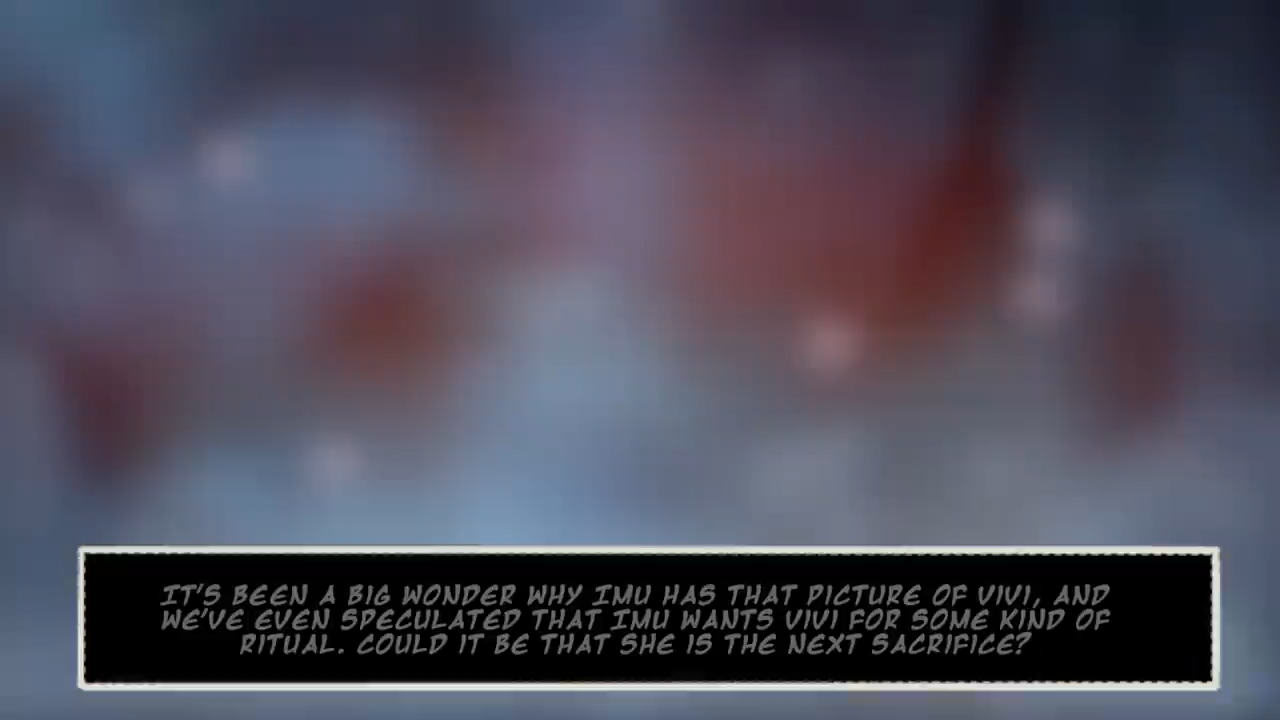 IT'S BEEN A BIG WONDER WHY IMU HAS THAT PICTURE OF VIVI, AND
WE'VE EVEN SPECULATED THAT IMU WANTS VIVI FOR SOME KIND OF
RITUAL. COULD IT BE THAT SHE IS THE NEXT SACRIFICE?